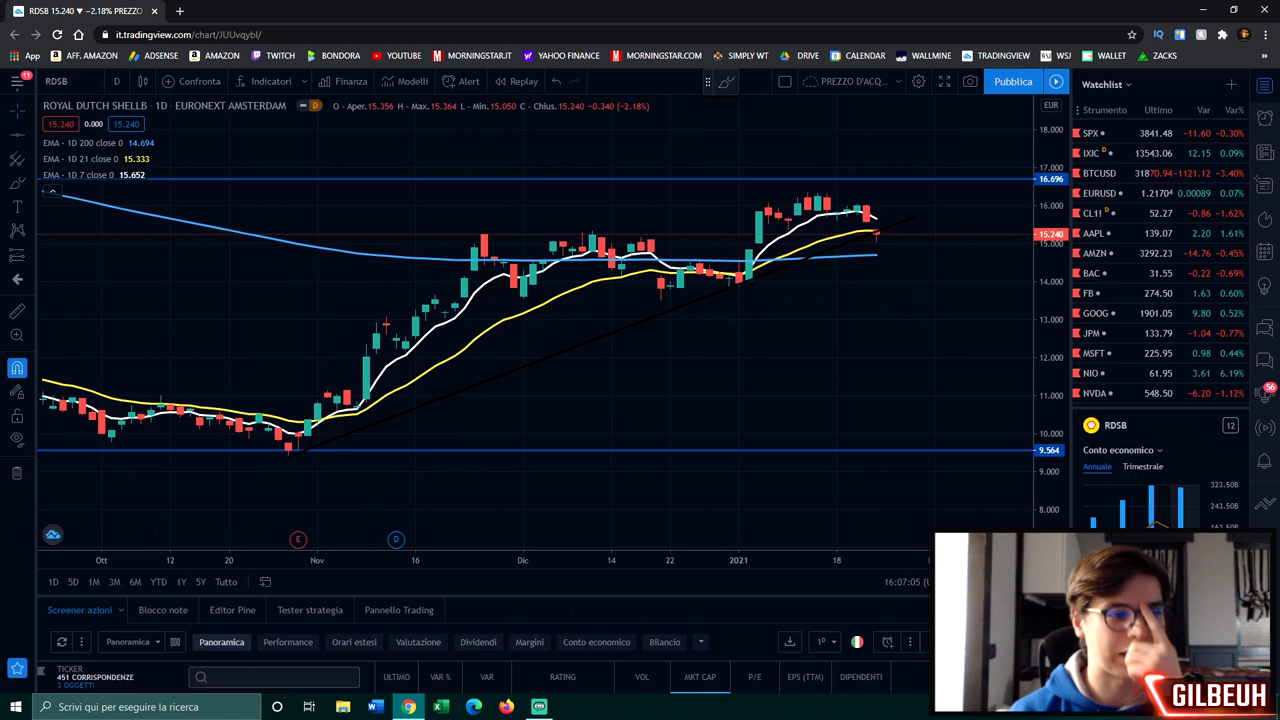 RDSB 15.240 ▼ −2.18% PREZZO
it.tradingview.com/chart/JUUvqybl/
App AFF. AMAZON ADSENSE AMAZON TWITCH BONDORA YOUTUBE MORNINGSTAR.IT YAHOO FINANCE MORNINGSTAR.COM SIMPLY WT DRIVE CALENDAR WALLMINE TRADINGVIEW WSJ WALLET ZACKS
11 RDSB D Confronta Indicatori Finanza Modelli Alert Replay PREZZO D'ACQ... Pubblica
Watchlist
ROYAL DUTCH SHELLB · 1D · EURONEXT AMSTERDAM D O - Aper.15.356 H - Max.15.364 L - Min.15.050 C - Chius.15.240 −0.340 (−2.18%) EUR
15.240 0.000 15.240
EMA · 1D 200 close 0 14.694
EMA · 1D 21 close 0 15.333
EMA · 1D 7 close 0 15.652
18.000
17.000
16.696
16.000
15.240
15.000
14.000
13.000
12.000
11.000
10.000
9.564
9.000
8.000
Strumento Ultimo Var Var%
SPX 3841.48 −11.60 −0.30%
IXIC D 13543.06 12.15 0.09%
BTCUSD 31870.94 −1121.12 −3.40%
EURUSD 1.21704 0.00089 0.07%
CL1! D 52.27 −0.86 −1.62%
AAPL 139.07 2.20 1.61%
AMZN 3292.23 −14.76 −0.45%
BAC 31.55 −0.22 −0.69%
FB 274.50 1.63 0.60%
GOOG 1901.05 9.80 0.52%
JPM 133.79 −1.04 −0.77%
MSFT 225.95 0.98 0.44%
NIO 61.95 3.61 6.19%
NVDA 548.50 −6.20 −1.12%
56
RDSB 12
Conto economico
Annuale Trimestrale
323.50B
243.50B
E D
Ott 12 20 Nov 16 Dic 14 22 2021 18
1D 5D 1M 3M 6M YTD 1Y 5Y Tutto 16:07:05
Screener azioni Blocco note Editor Pine Tester strategia Pannello Trading
Panoramica Panoramica Performance Orari estesi Valutazione Dividendi Margini Conto economico Bilancio 1D
TICKER
451 CORRISPONDENZE
3 OGGETTI
ULTIMO VAR % VAR RATING VOL MKT CAP P/E EPS (TTM) DIPENDENTI
Scrivi qui per eseguire la ricerca
GILBEUH